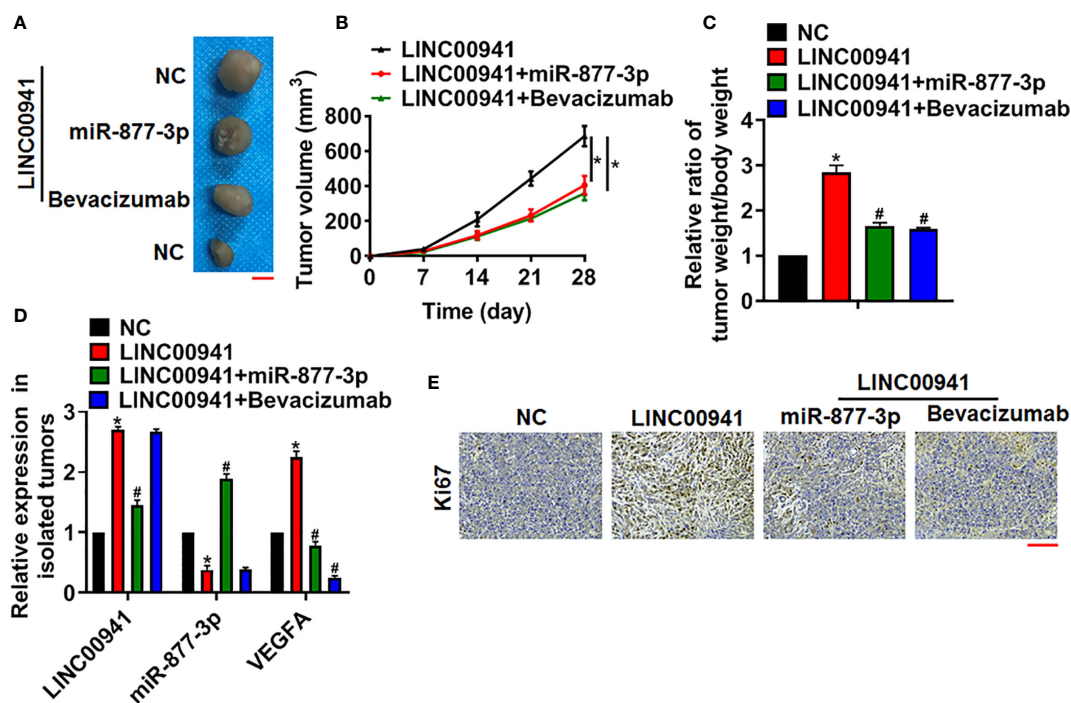 A
LINC00941
NC
miR-877-3p
Bevacizumab
NC
B
LINC00941
LINC00941+miR-877-3p
LINC00941+Bevacizumab
Tumor volume (mm³)
800
600
400
200
0
0 7 14 21 28
* *
Time (day)
C
NC
LINC00941
LINC00941+miR-877-3p
LINC00941+Bevacizumab
Relative ratio of
tumor weight/body weight
4
3
2
1
0
*
# #
D
NC
LINC00941
LINC00941+miR-877-3p
LINC00941+Bevacizumab
Relative expression in
isolated tumors
3
2
1
0
* #
* #
* # #
LINC00941
miR-877-3p
VEGFA
E
LINC00941
NC LINC00941 miR-877-3p Bevacizumab
Ki67